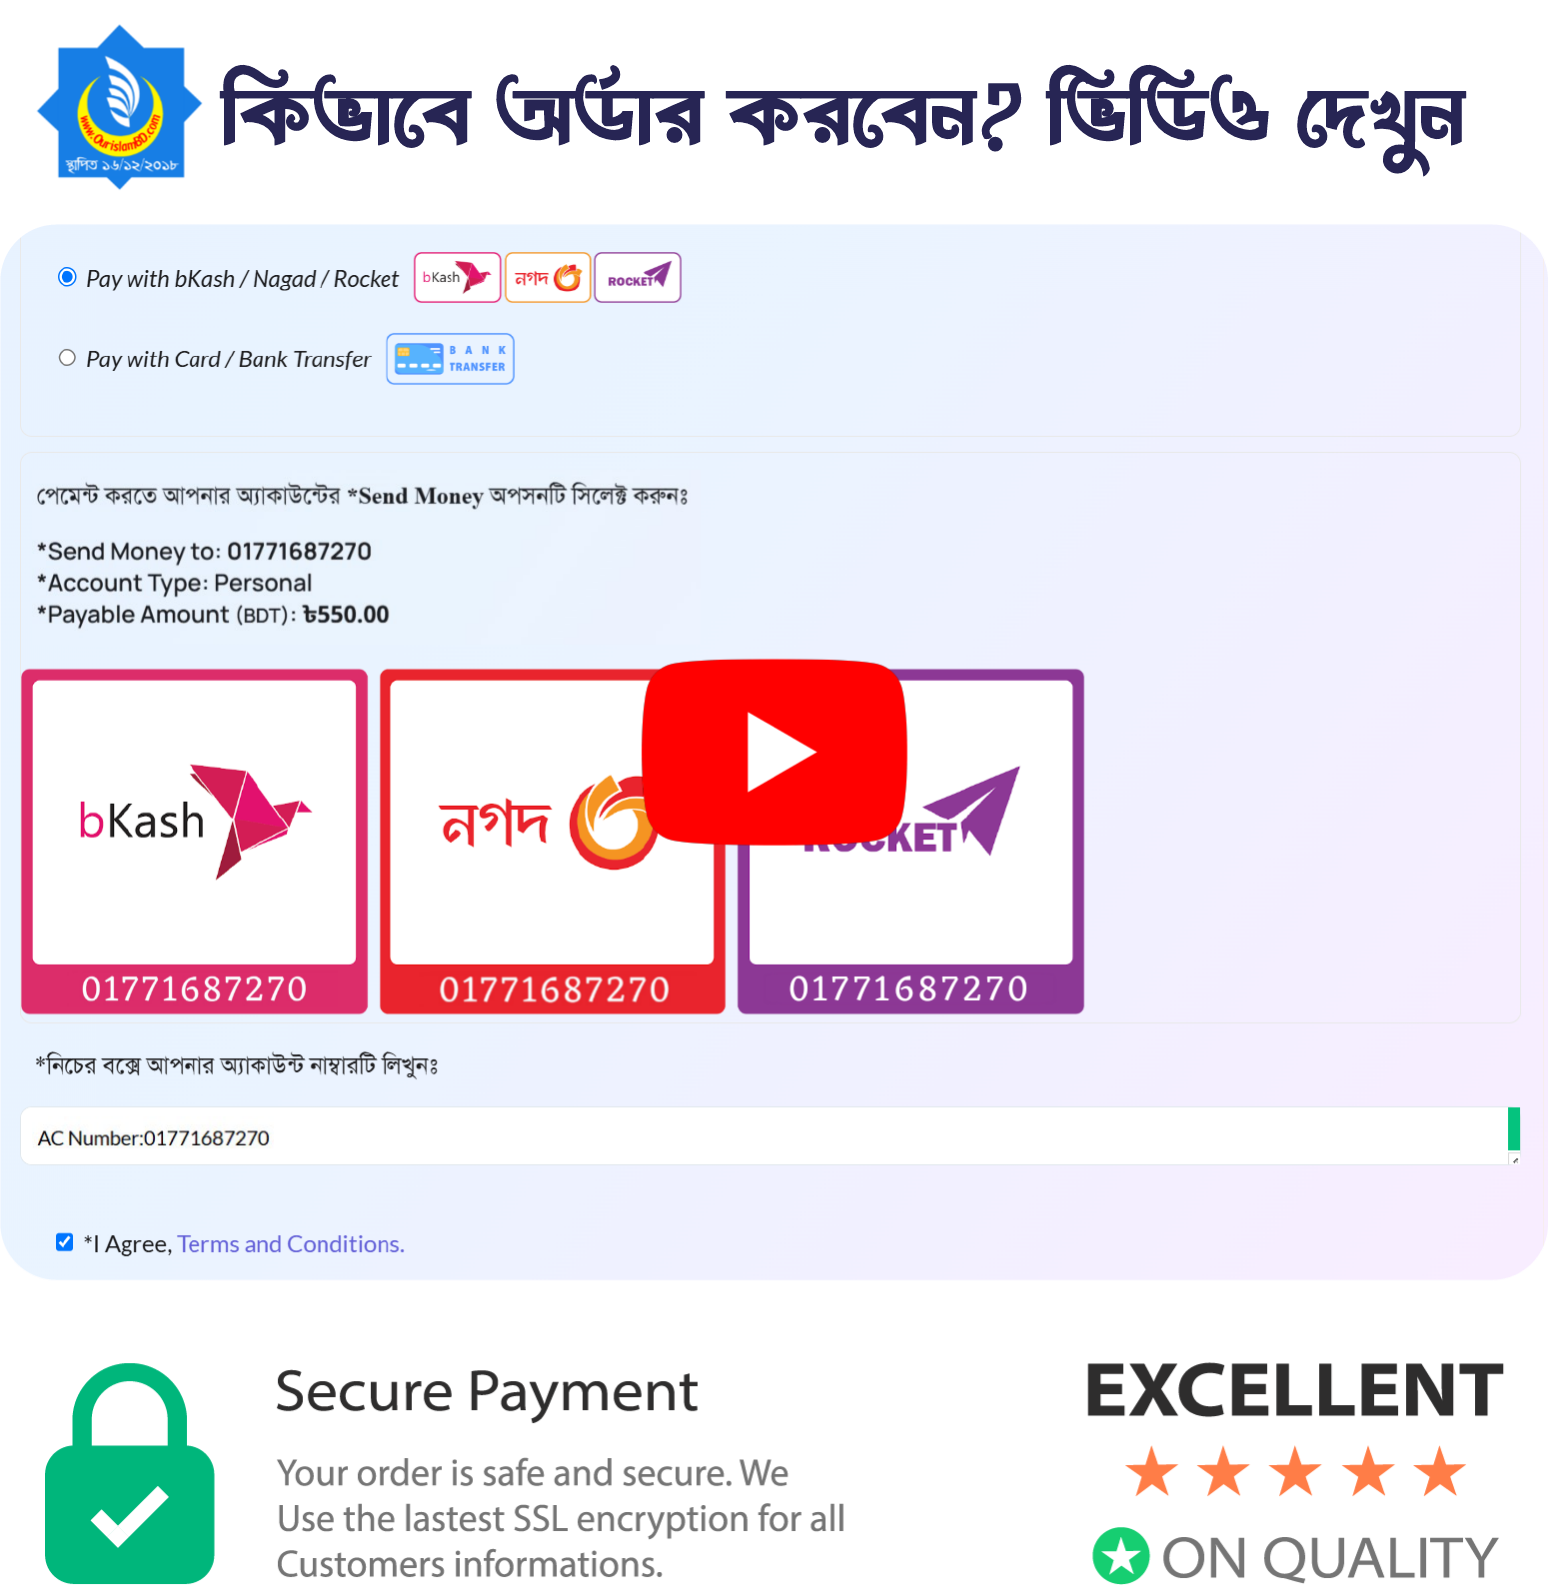 www.OurislamBD.com
স্থাপিত ১৬/১২/২০১৮
কিভাবে অর্ডার করবেন? ভিডিও দেখুন
Pay with bKash / Nagad / Rocket bKash নগদ ROCKET
Pay with Card / Bank Transfer BANK
TRANSFER
পেমেন্ট করতে আপনার অ্যাকাউন্টের *Send Money অপসনটি সিলেক্ট করুনঃ
*Send Money to: 01771687270
*Account Type: Personal
*Payable Amount (BDT): ৳550.00
bKash নগদ ROCKET
01771687270 01771687270 01771687270
*নিচের বক্সে আপনার অ্যাকাউন্ট নাম্বারটি লিখুনঃ
AC Number:01771687270
*I Agree, Terms and Conditions.
Secure Payment
Your order is safe and secure. We
Use the lastest SSL encryption for all
Customers informations.
EXCELLENT
ON QUALITY